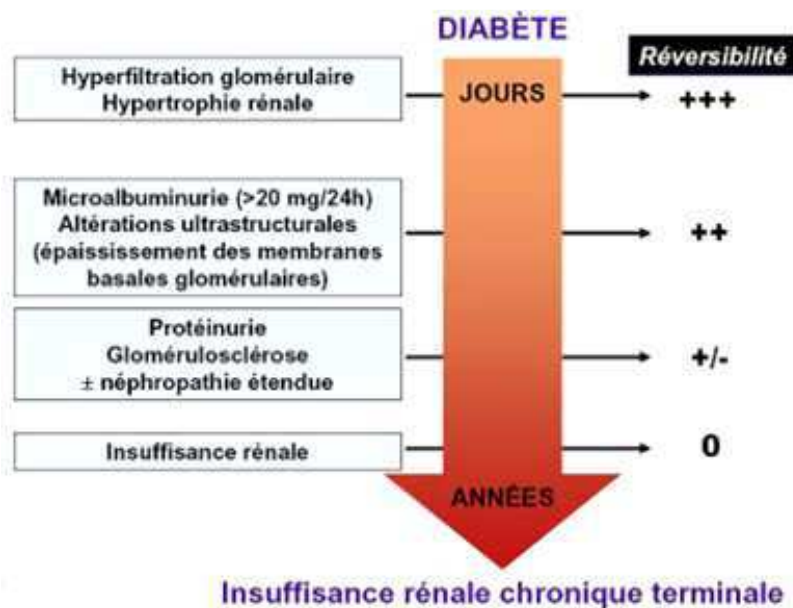 DIABÈTE
Réversibilité
Hyperfiltration glomérulaire
Hypertrophie rénale
JOURS
+++
Microalbuminurie (>20 mg/24h)
Altérations ultrastructurales
(épaississement des membranes
basales glomérulaires)
++
Protéinurie
Glomérulosclérose
± néphropathie étendue
+/-
Insuffisance rénale
0
ANNÉES
Insuffisance rénale chronique terminale